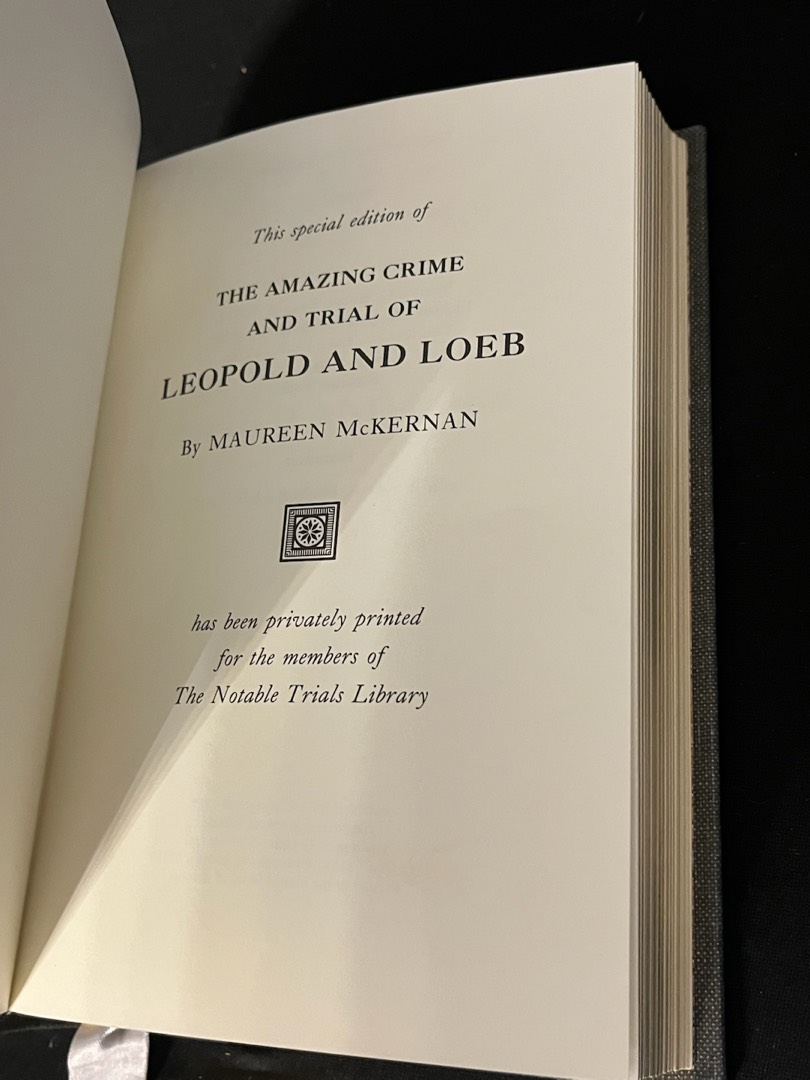 This special edition of
THE AMAZING CRIME
AND TRIAL OF
LEOPOLD AND LOEB
By MAUREEN McKERNAN
has been privately printed
for the members of
The Notable Trials Library